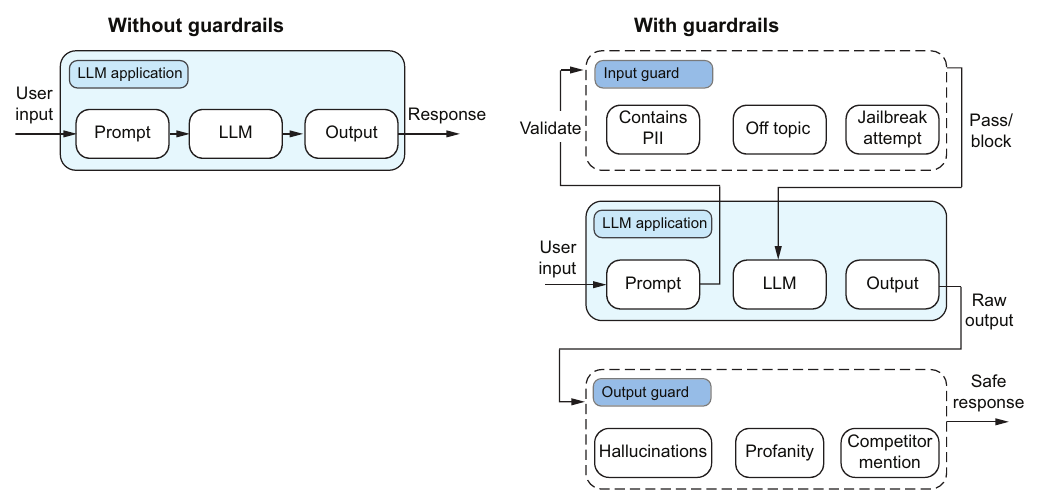 Without guardrails
LLM application
User
input
Prompt
LLM
Output
Response
With guardrails
Input guard
Contains
PII
Off topic
Jailbreak
attempt
Validate
Pass/
block
LLM application
User
input
Prompt
LLM
Output
Raw
output
Output guard
Hallucinations
Profanity
Competitor
mention
Safe
response